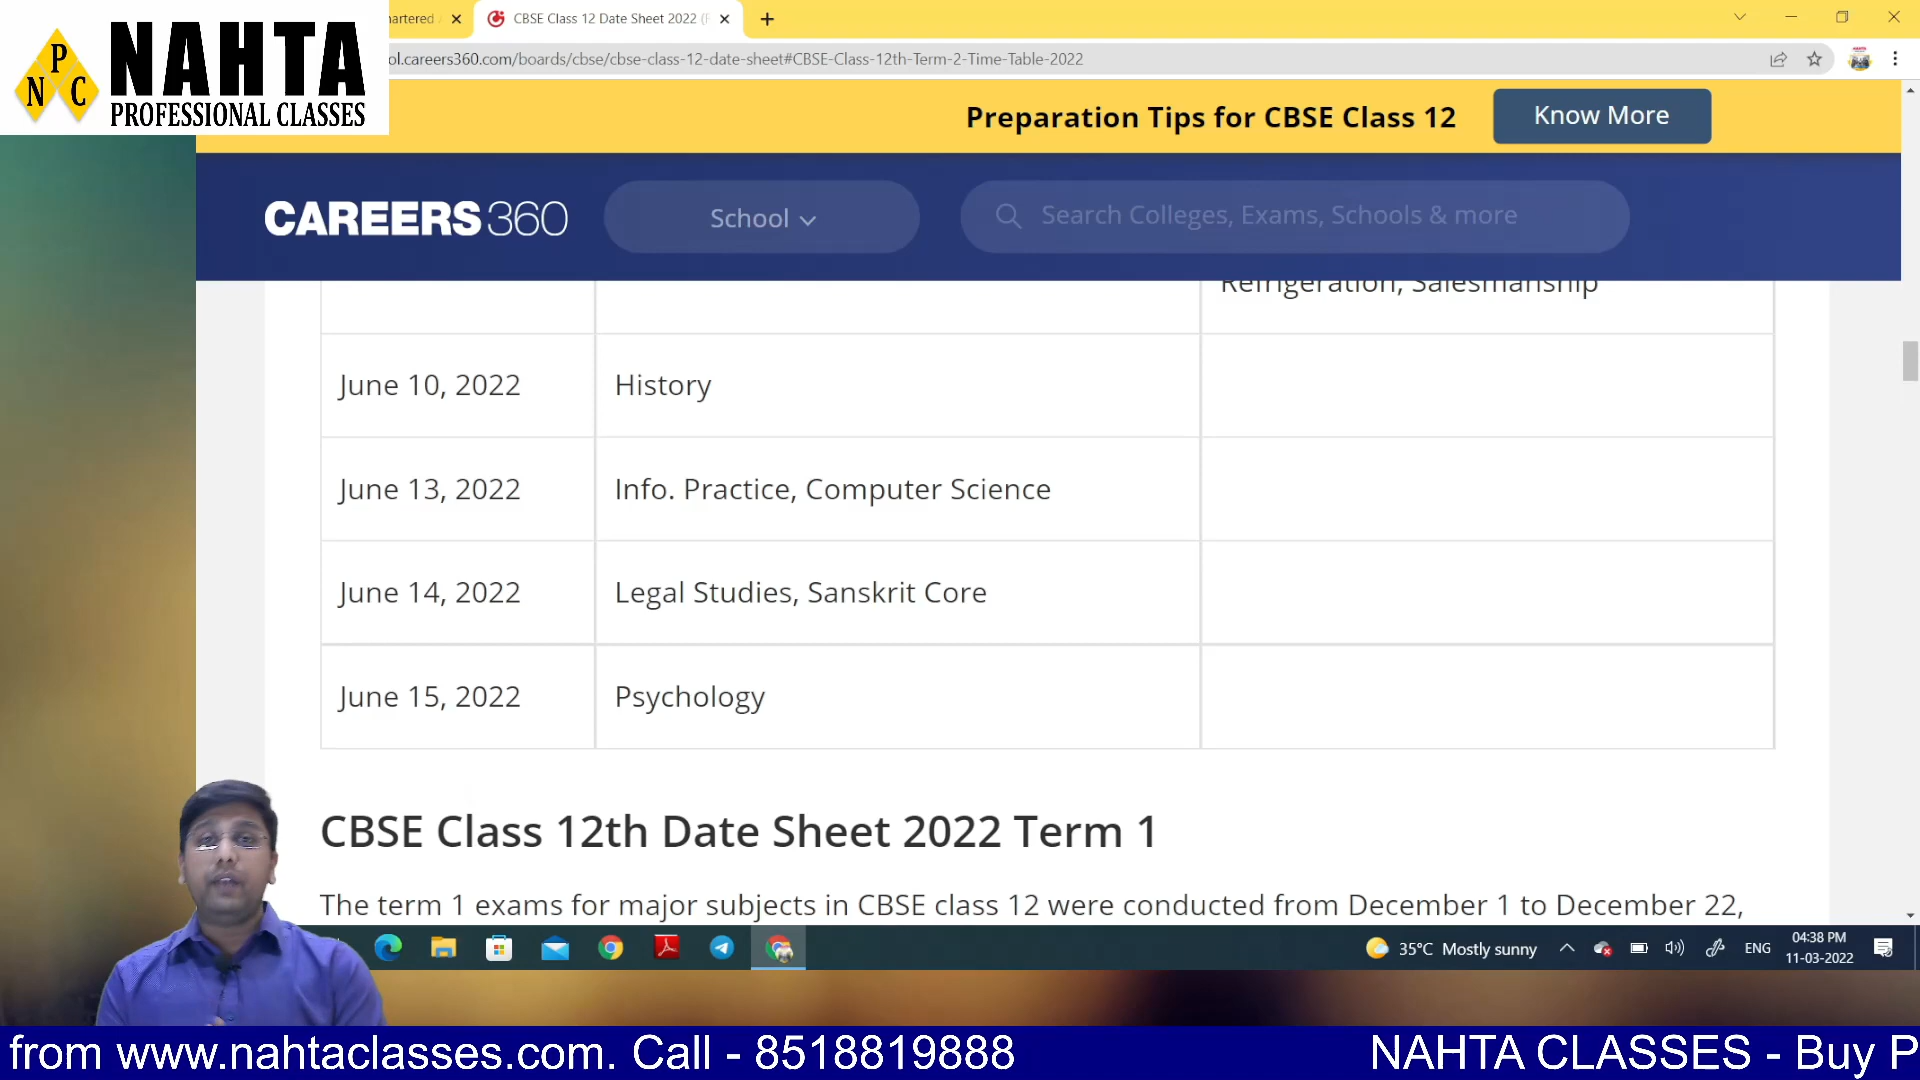 NPC
NAHTA
PROFESSIONAL CLASSES
hartered
CBSE Class 12 Date Sheet 2022 (
ol.careers360.com/boards/cbse/cbse-class-12-date-sheet#CBSE-Class-12th-Term-2-Time-Table-2022
Preparation Tips for CBSE Class 12
Know More
CAREERS360
School
Search Colleges, Exams, Schools & more
Refrigeration, Salesmanship
June 10, 2022 History
June 13, 2022 Info. Practice, Computer Science
June 14, 2022 Legal Studies, Sanskrit Core
June 15, 2022 Psychology
CBSE Class 12th Date Sheet 2022 Term 1
The term 1 exams for major subjects in CBSE class 12 were conducted from December 1 to December 22,
35°C Mostly sunny
ENG
04:38 PM
11-03-2022
from www.nahtaclasses.com. Call - 8518819888 NAHTA CLASSES - Buy P